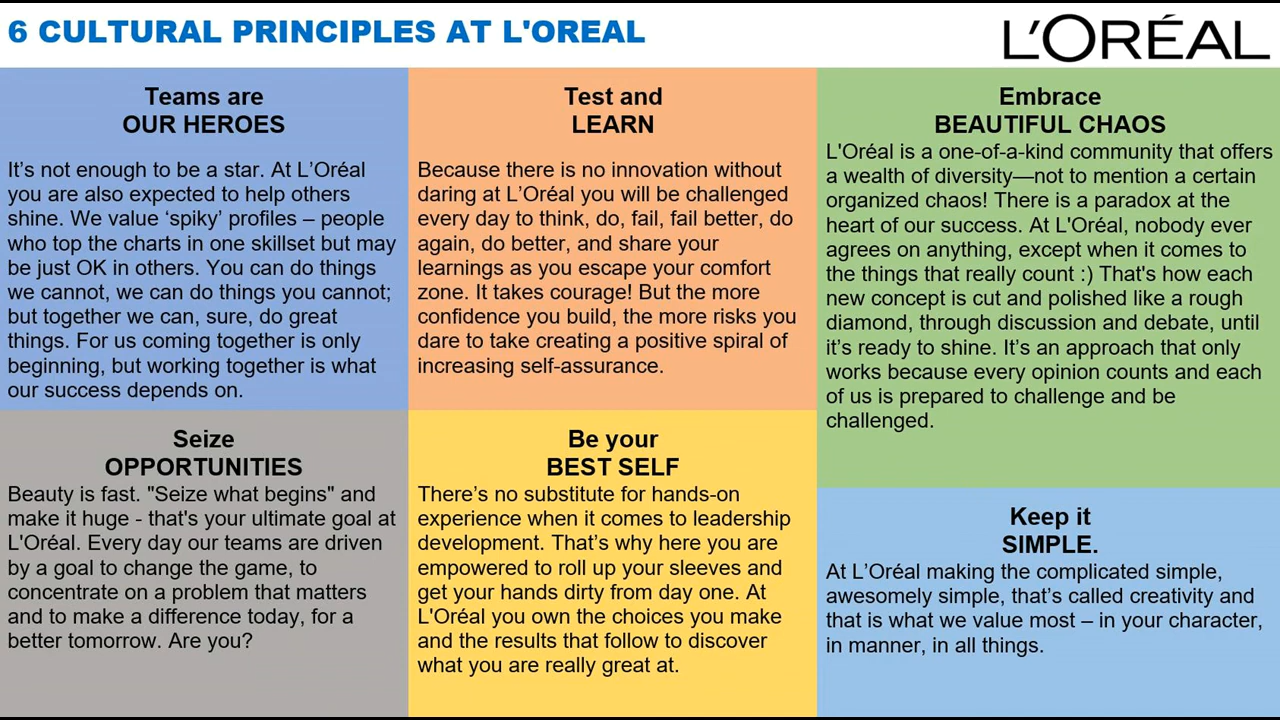 6 CULTURAL PRINCIPLES AT L'OREAL
L'ORÉAL
Teams are
OUR HEROES
It’s not enough to be a star. At L’Oréal
you are also expected to help others
shine. We value ‘spiky’ profiles – people
who top the charts in one skillset but may
be just OK in others. You can do things
we cannot, we can do things you cannot;
but together we can, sure, do great
things. For us coming together is only
beginning, but working together is what
our success depends on.
Test and
LEARN
Because there is no innovation without
daring at L’Oréal you will be challenged
every day to think, do, fail, fail better, do
again, do better, and share your
learnings as you escape your comfort
zone. It takes courage! But the more
confidence you build, the more risks you
dare to take creating a positive spiral of
increasing self-assurance.
Embrace
BEAUTIFUL CHAOS
L'Oréal is a one-of-a-kind community that offers
a wealth of diversity—not to mention a certain
organized chaos! There is a paradox at the
heart of our success. At L'Oréal, nobody ever
agrees on anything, except when it comes to
the things that really count :) That's how each
new concept is cut and polished like a rough
diamond, through discussion and debate, until
it’s ready to shine. It’s an approach that only
works because every opinion counts and each
of us is prepared to challenge and be
challenged.
Seize
OPPORTUNITIES
Beauty is fast. "Seize what begins" and
make it huge - that's your ultimate goal at
L'Oréal. Every day our teams are driven
by a goal to change the game, to
concentrate on a problem that matters
and to make a difference today, for a
better tomorrow. Are you?
Be your
BEST SELF
There’s no substitute for hands-on
experience when it comes to leadership
development. That’s why here you are
empowered to roll up your sleeves and
get your hands dirty from day one. At
L'Oréal you own the choices you make
and the results that follow to discover
what you are really great at.
Keep it
SIMPLE.
At L’Oréal making the complicated simple,
awesomely simple, that’s called creativity and
that is what we value most – in your character,
in manner, in all things.